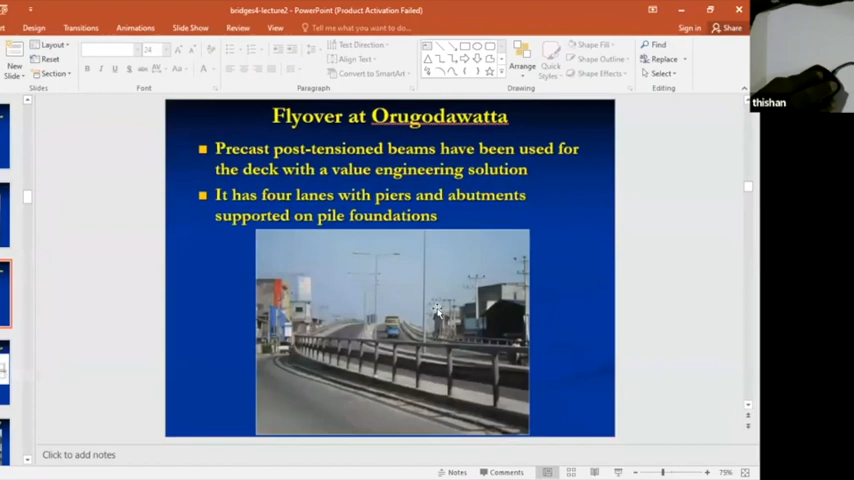 bridges4-lecture2 - PowerPoint (Product Activation Failed)
Design Transitions Animations Slide Show Review View Tell me what you want to do... Sign in Share
New Slide Layout Reset Section
24
B I U S abc AV Aa A
Text Direction
Align Text
Convert to SmartArt
Arrange
Quick Styles
Shape Fill
Shape Outline
Shape Effects
Find
Replace
Select
Font Paragraph Drawing Editing
thishan
Flyover at Orugodawatta
Precast post-tensioned beams have been used for
the deck with a value engineering solution
It has four lanes with piers and abutments
supported on pile foundations
Click to add notes
Notes Comments 75%